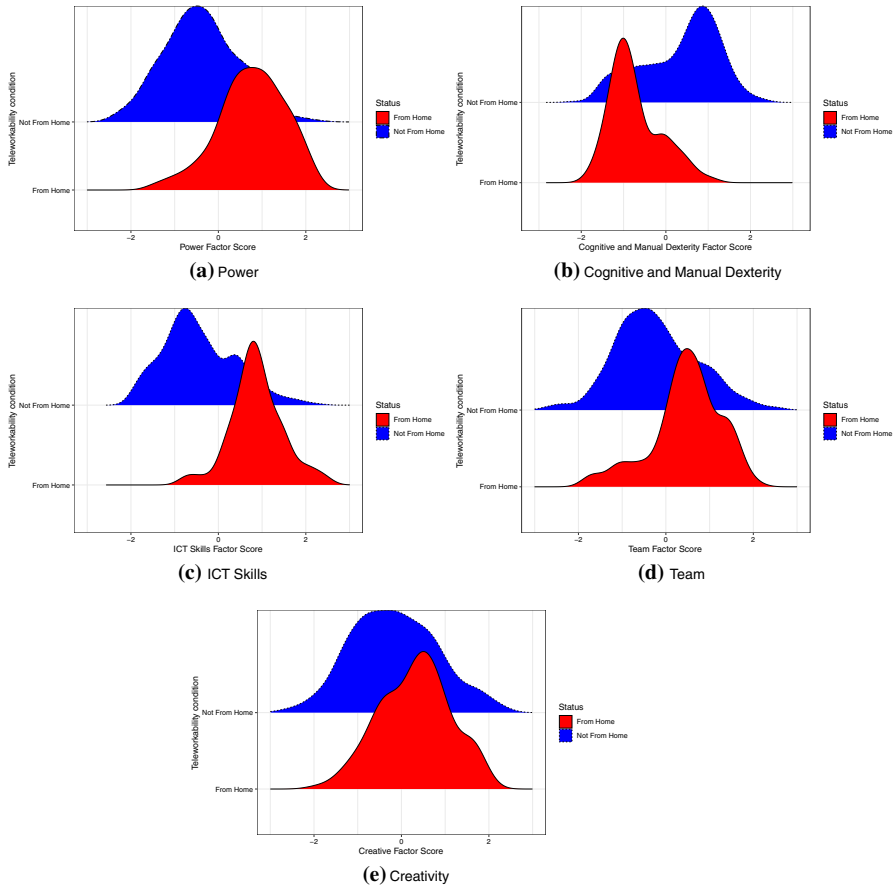 Teleworkability condition
Not From Home
From Home
−2
0
2
Power Factor Score
Status
From Home
Not From Home
(a) Power
Teleworkability condition
Not From Home
From Home
−2
0
2
Cognitive and Manual Dexterity Factor Score
Status
From Home
Not From Home
(b) Cognitive and Manual Dexterity
Teleworkability condition
Not From Home
From Home
−2
0
2
ICT Skills Factor Score
Status
From Home
Not From Home
(c) ICT Skills
Teleworkability condition
Not From Home
From Home
−2
0
2
Team Factor Score
Status
From Home
Not From Home
(d) Team
Teleworkability condition
Not From Home
From Home
−2
0
2
Creative Factor Score
Status
From Home
Not From Home
(e) Creativity